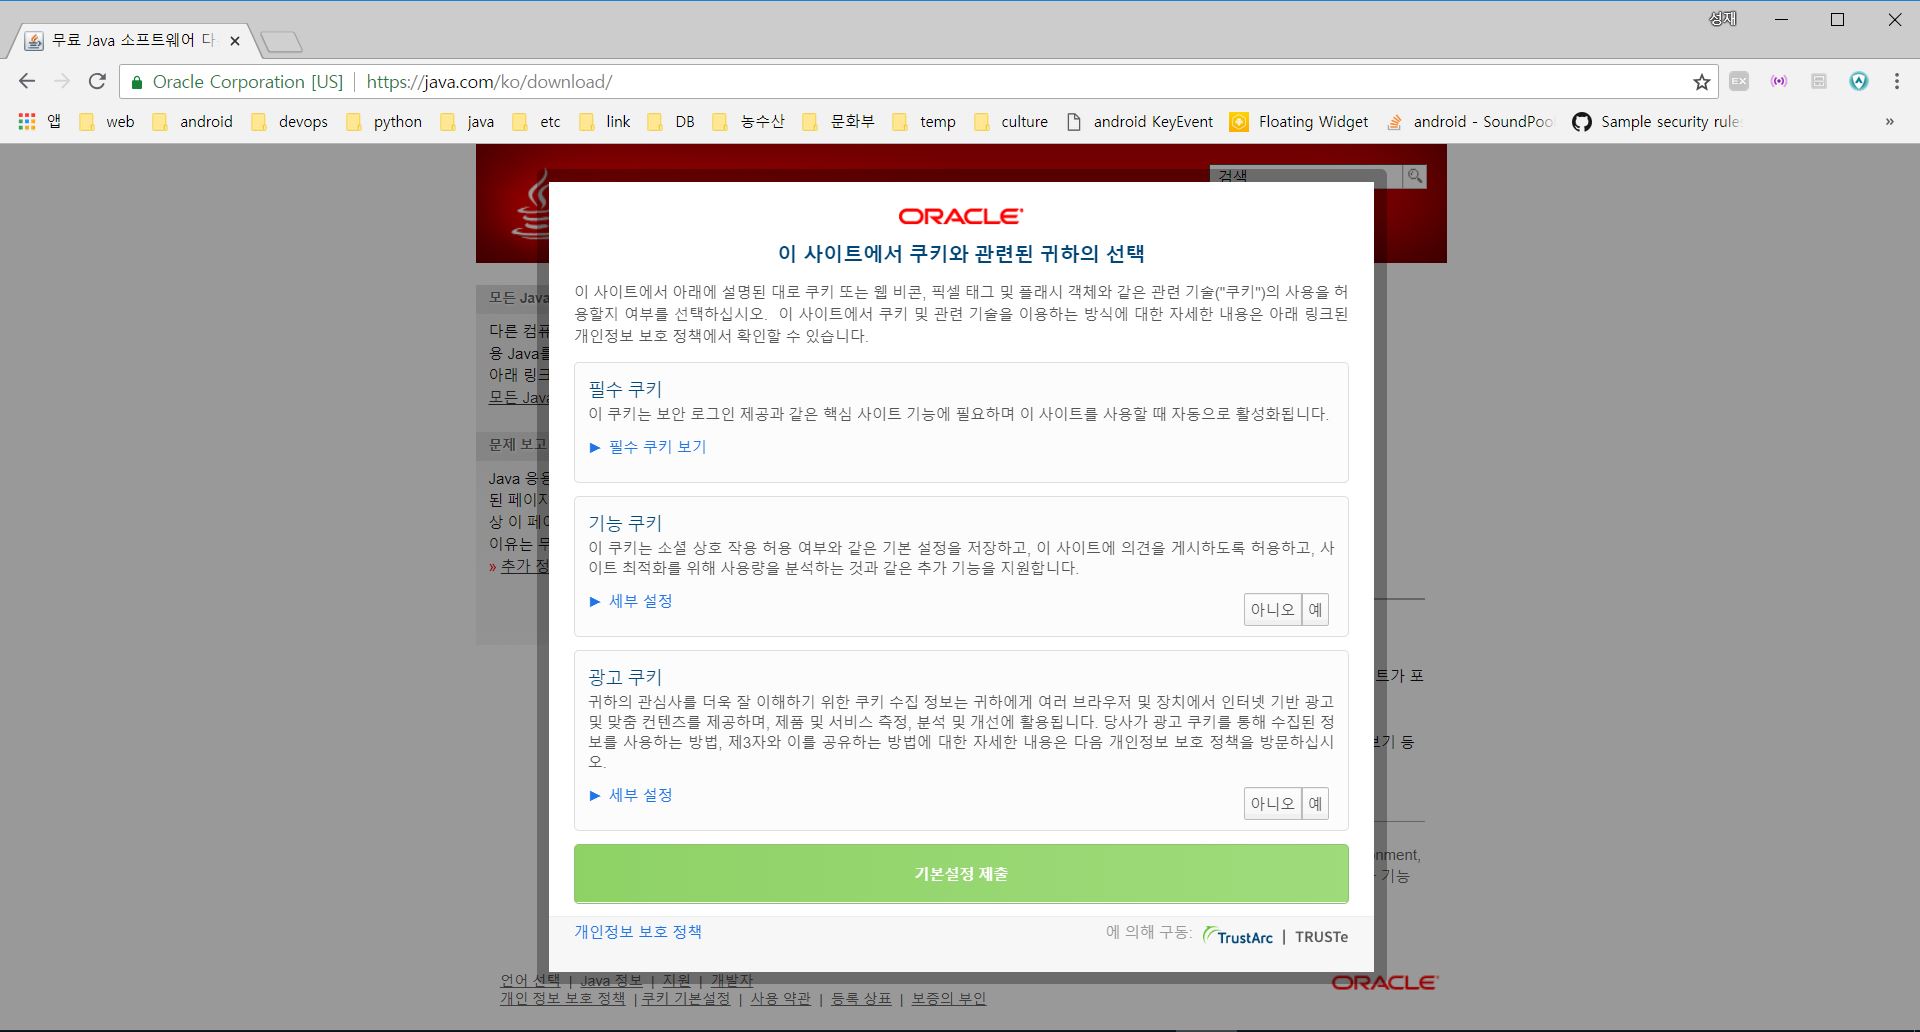 성재
무료 Java 소프트웨어 다
Oracle Corporation [US] https://java.com/ko/download/
앱 web android devops python java etc link DB 농수산 문화부 temp culture android KeyEvent Floating Widget android - SoundPool Sample security rules »
검색
ORACLE
이 사이트에서 쿠키와 관련된 귀하의 선택
이 사이트에서 아래에 설명된 대로 쿠키 또는 웹 비콘, 픽셀 태그 및 플래시 객체와 같은 관련 기술("쿠키")의 사용을 허
용할지 여부를 선택하십시오. 이 사이트에서 쿠키 및 관련 기술을 이용하는 방식에 대한 자세한 내용은 아래 링크된
개인정보 보호 정책에서 확인할 수 있습니다.
필수 쿠키
이 쿠키는 보안 로그인 제공과 같은 핵심 사이트 기능에 필요하며 이 사이트를 사용할 때 자동으로 활성화됩니다.
► 필수 쿠키 보기
기능 쿠키
이 쿠키는 소셜 상호 작용 허용 여부와 같은 기본 설정을 저장하고, 이 사이트에 의견을 게시하도록 허용하고, 사
이트 최적화를 위해 사용량을 분석하는 것과 같은 추가 기능을 지원합니다.
► 세부 설정
아니오 예
광고 쿠키
귀하의 관심사를 더욱 잘 이해하기 위한 쿠키 수집 정보는 귀하에게 여러 브라우저 및 장치에서 인터넷 기반 광고
및 맞춤 컨텐츠를 제공하며, 제품 및 서비스 측정, 분석 및 개선에 활용됩니다. 당사가 광고 쿠키를 통해 수집된 정
보를 사용하는 방법, 제3자와 이를 공유하는 방법에 대한 자세한 내용은 다음 개인정보 보호 정책을 방문하십시
오.
► 세부 설정
아니오 예
기본설정 제출
개인정보 보호 정책
에 의해 구동: TrustArc | TRUSTe
모든 Java
다른 컴퓨
용 Java를
아래 링크
모든 Java
문제 보고
Java 응용
된 페이지
상 이 페이
이유는 무
» 추가 정
트가 포
보기 등
nment,
기능
언어 선택 | Java 정보 | 지원 | 개발자
개인 정보 보호 정책 | 쿠키 기본설정 | 사용 약관 | 등록 상표 | 보증의 부인
ORACLE